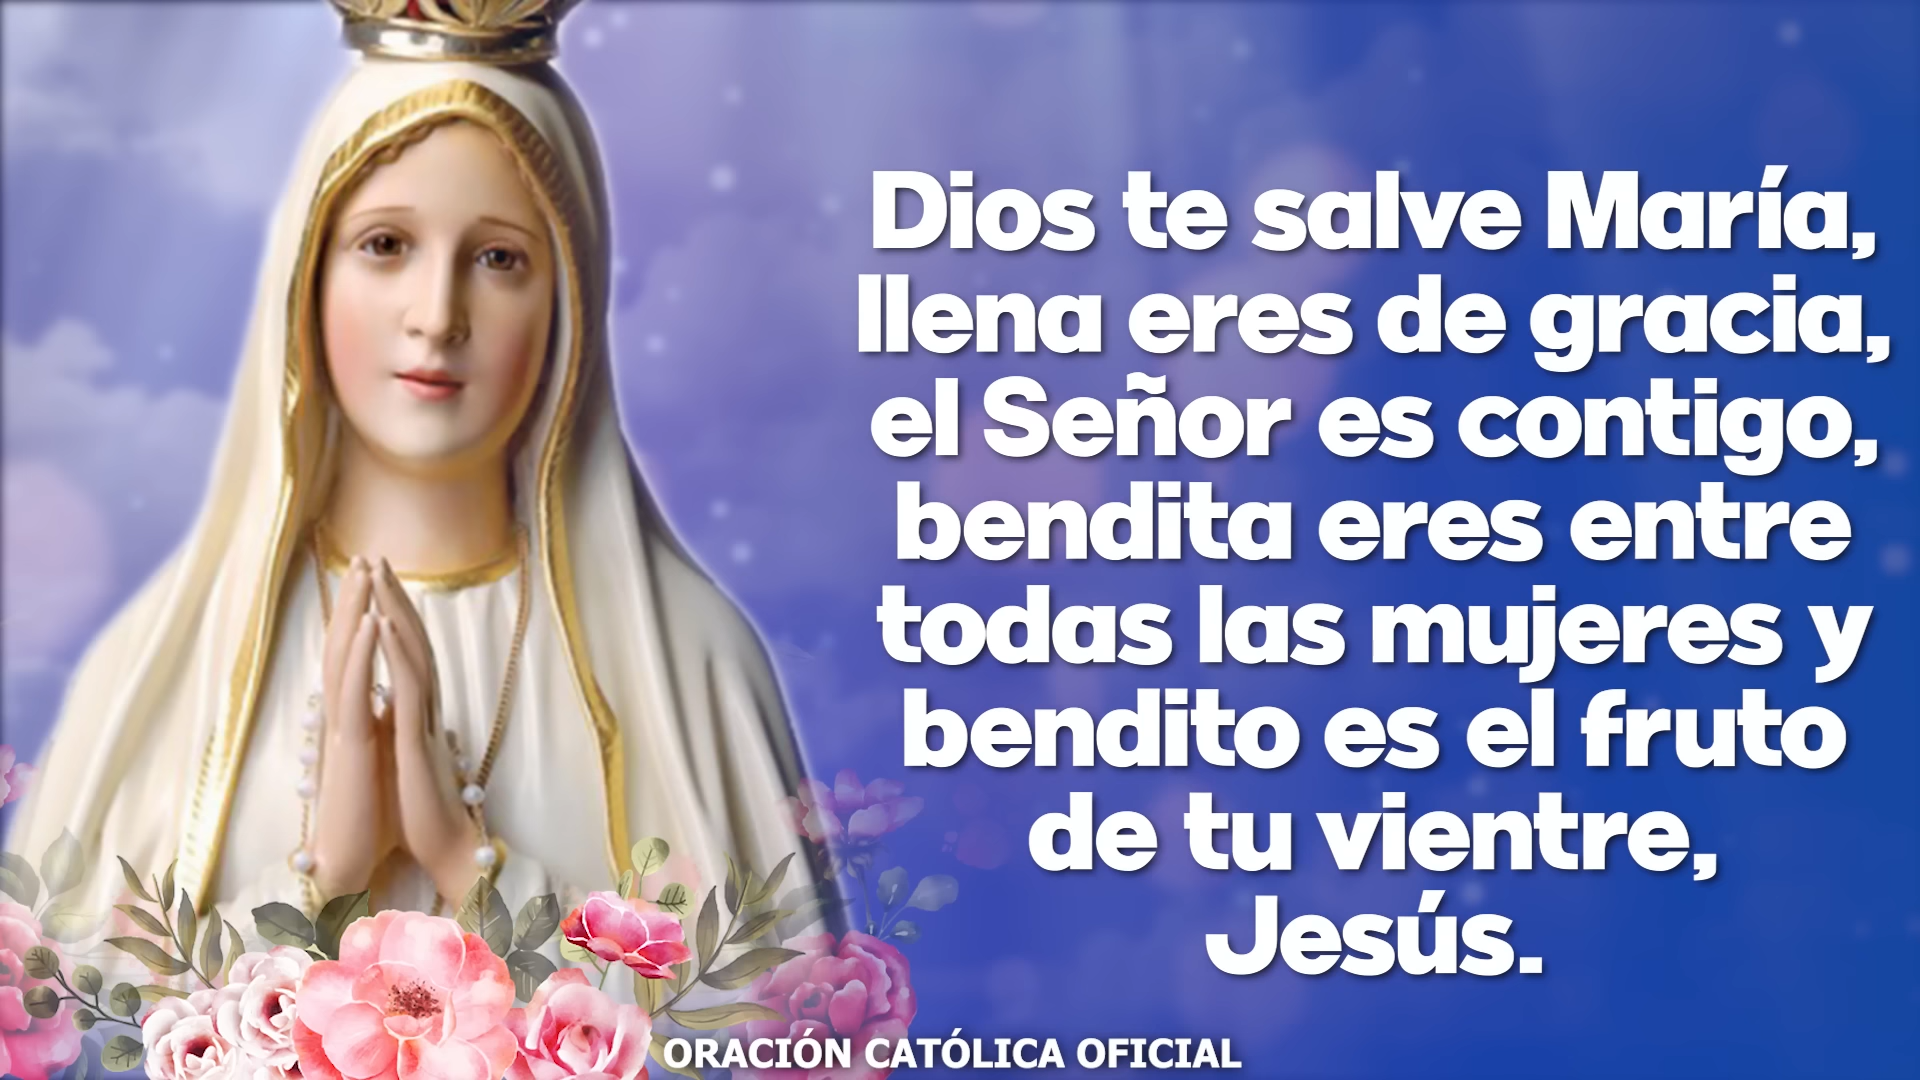 Dios te salve María,
llena eres de gracia,
el Señor es contigo,
bendita eres entre
todas las mujeres y
bendito es el fruto
de tu vientre,
Jesús.
ORACIÓN CATÓLICA OFICIAL